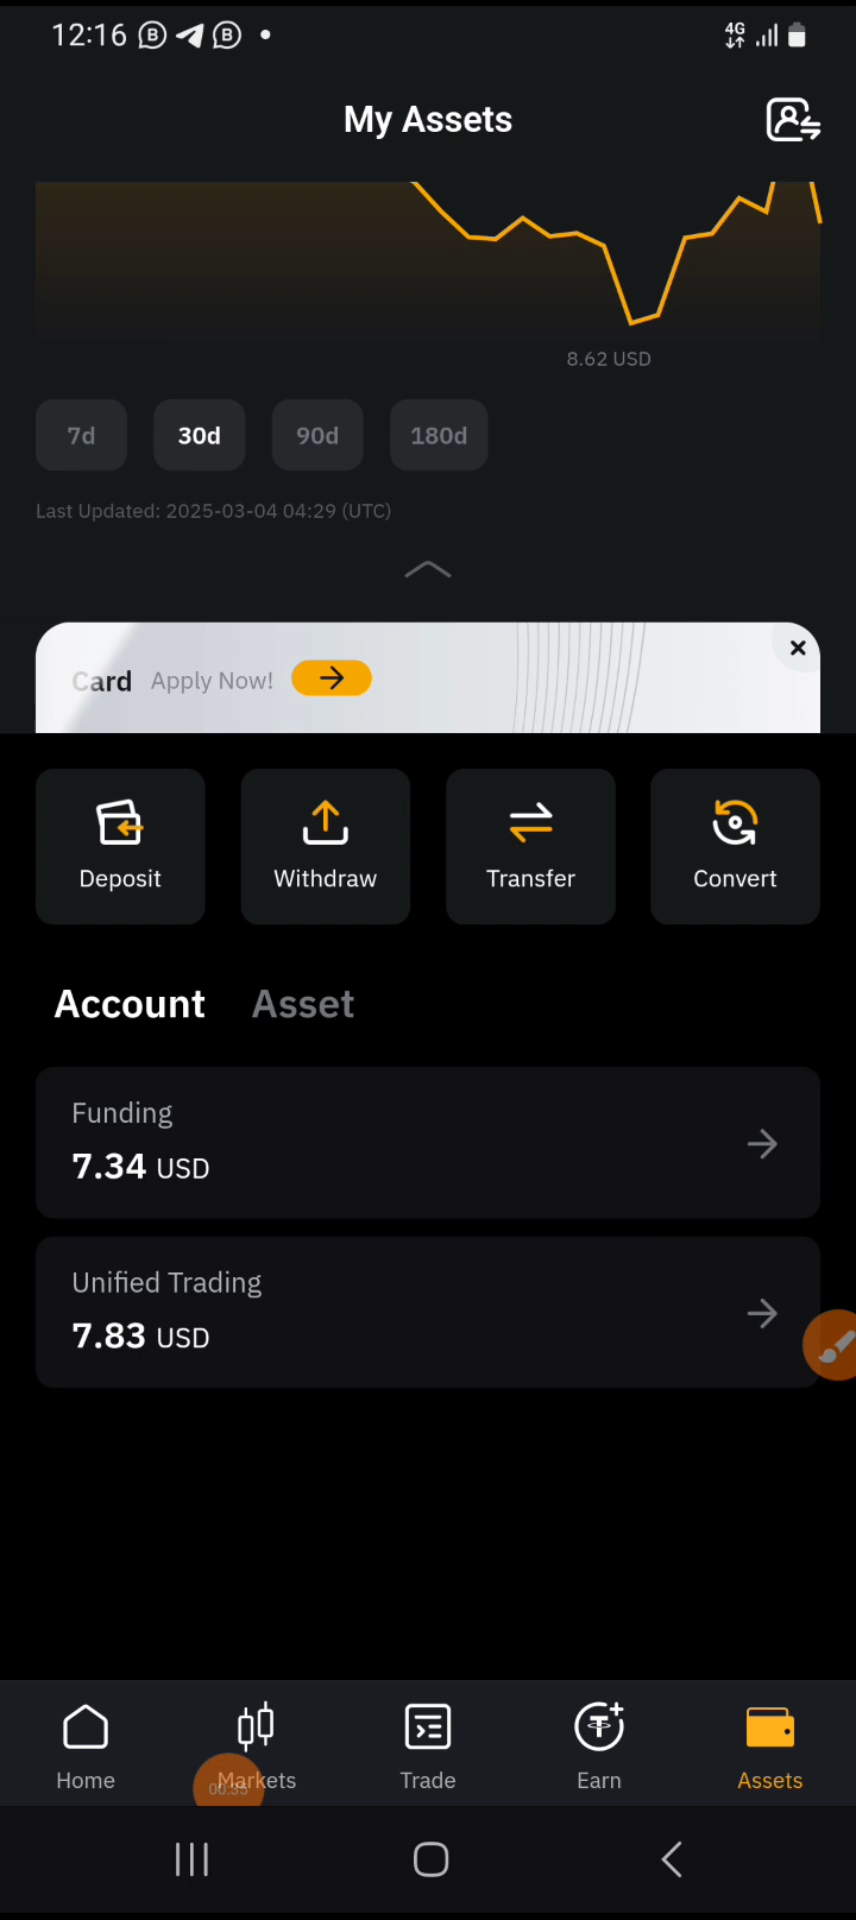 12:16
4G
My Assets
8.62 USD
7d 30d 90d 180d
Last Updated: 2025-03-04 04:29 (UTC)
Card Apply Now!
Deposit Withdraw Transfer Convert
Account Asset
Funding
7.34 USD
Unified Trading
7.83 USD
Home Markets Trade Earn Assets
00:35